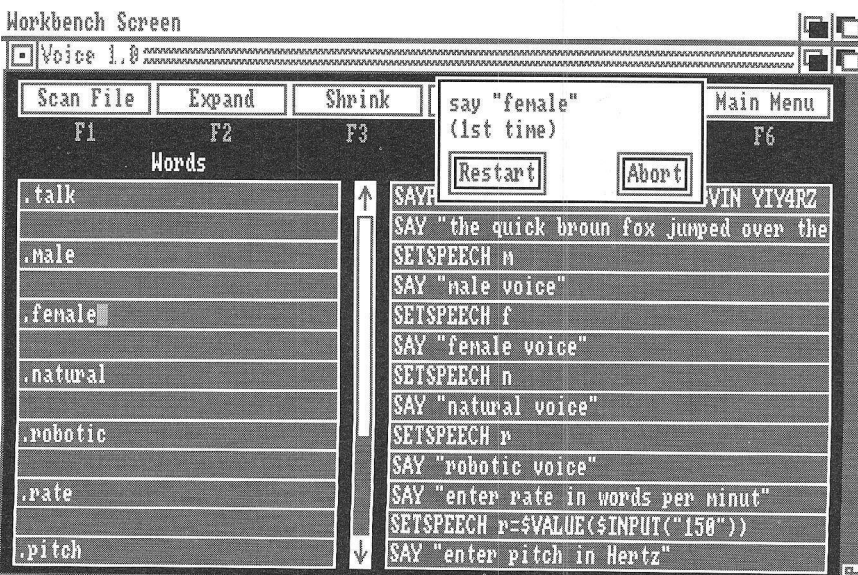 Workbench Screen
Voice 1.0
Scan File Expand Shrink Main Menu
F1 F2 F3 F6
say "female"
(1st time)
Restart Abort
Words
.talk
.male
.female
.natural
.robotic
.rate
.pitch
YIY4RZ
SAY "the quick broun fox jumped over the
SETSPEECH m
SAY "male voice"
SETSPEECH f
SAY "female voice"
SETSPEECH n
SAY "natural voice"
SETSPEECH r
SAY "robotic voice"
SAY "enter rate in words per minut"
SETSPEECH r=$VALUE($INPUT("150"))
SAY "enter pitch in Hertz"